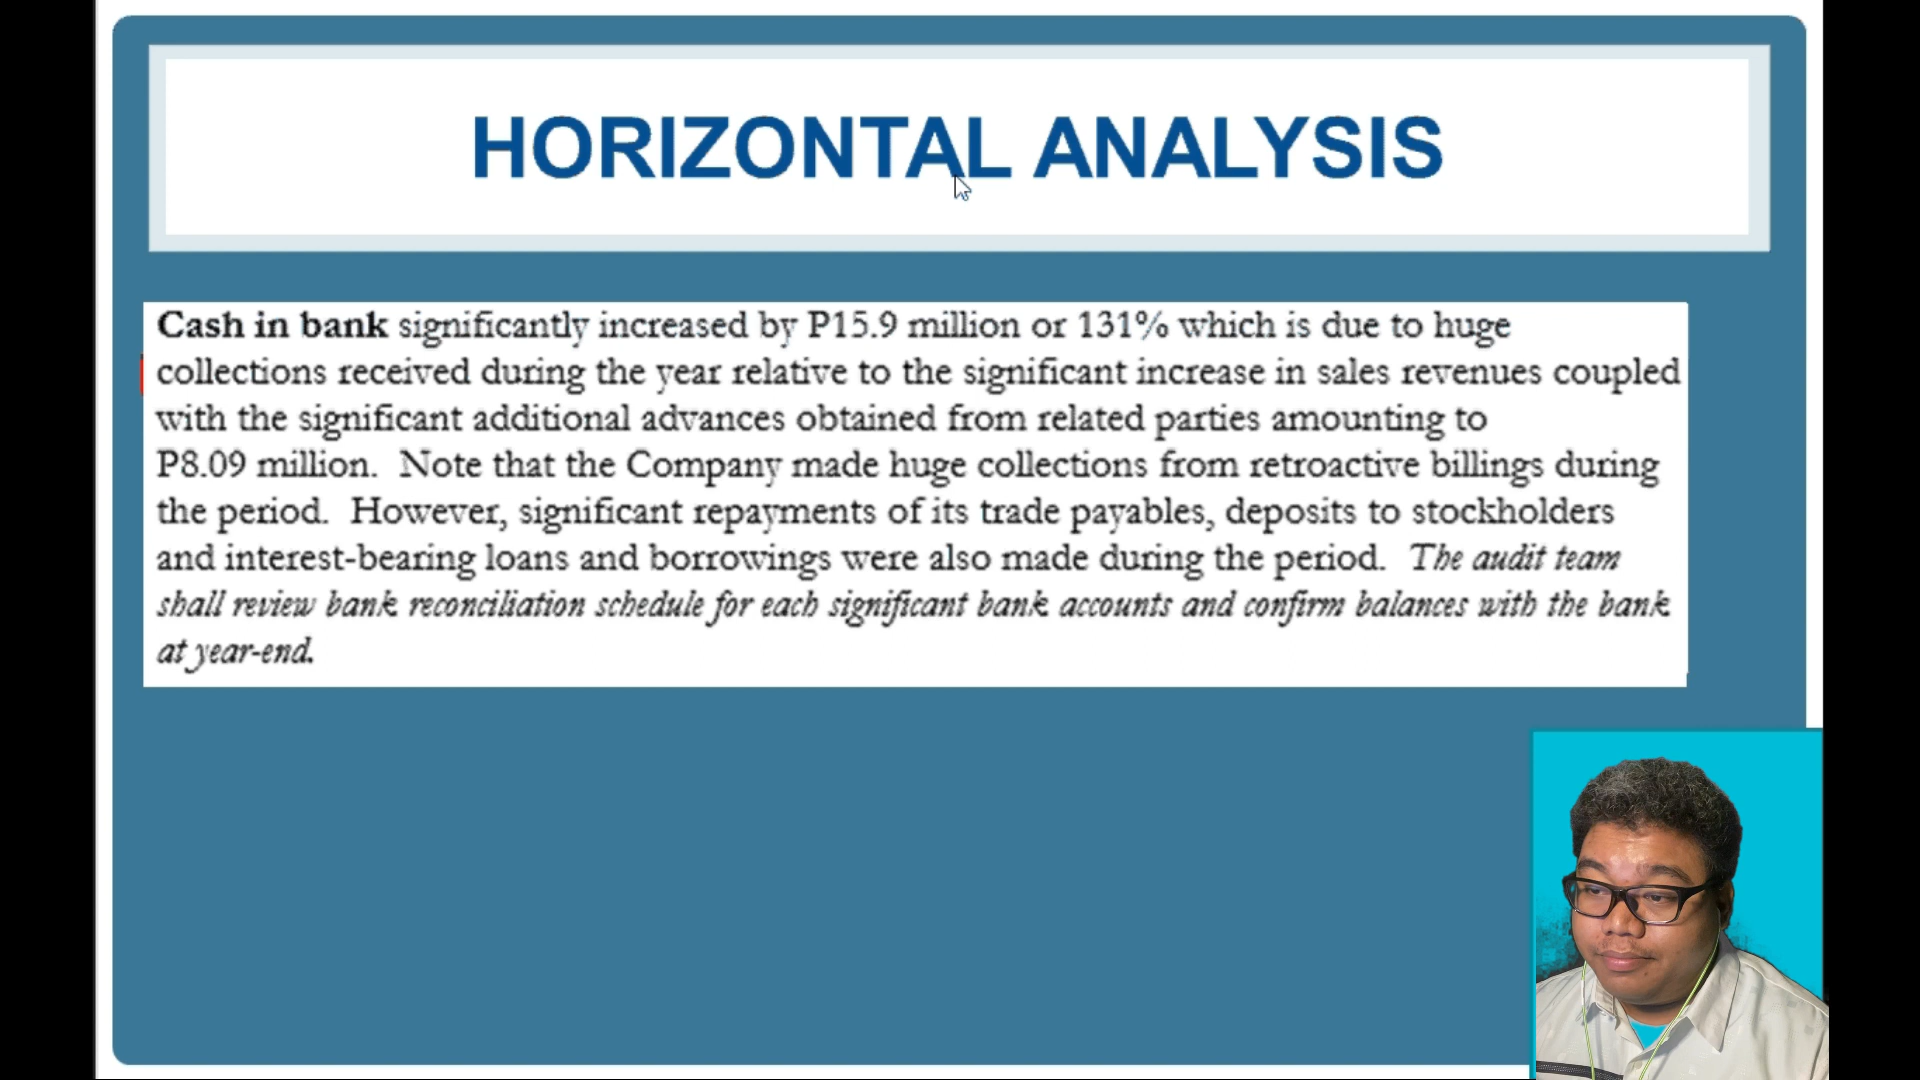 HORIZONTAL ANALYSIS
Cash in bank significantly increased by P15.9 million or 131% which is due to huge
collections received during the year relative to the significant increase in sales revenues coupled
with the significant additional advances obtained from related parties amounting to
P8.09 million. Note that the Company made huge collections from retroactive billings during
the period. However, significant repayments of its trade payables, deposits to stockholders
and interest-bearing loans and borrowings were also made during the period. The audit team
shall review bank reconciliation schedule for each significant bank accounts and confirm balances with the bank
at year-end.